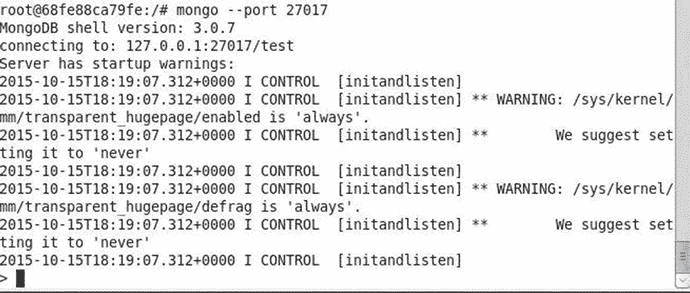 root@68fe88ca79fe:/# mongo --port 27017
MongoDB shell version: 3.0.7
connecting to: 127.0.0.1:27017/test
Server has startup warnings:
2015-10-15T18:19:07.312+0000 I CONTROL  [initandlisten]
2015-10-15T18:19:07.312+0000 I CONTROL  [initandlisten] ** WARNING: /sys/kernel/
mm/transparent_hugepage/enabled is 'always'.
2015-10-15T18:19:07.312+0000 I CONTROL  [initandlisten] **        We suggest set
ting it to 'never'
2015-10-15T18:19:07.312+0000 I CONTROL  [initandlisten]
2015-10-15T18:19:07.312+0000 I CONTROL  [initandlisten] ** WARNING: /sys/kernel/
mm/transparent_hugepage/defrag is 'always'.
2015-10-15T18:19:07.312+0000 I CONTROL  [initandlisten] **        We suggest set
ting it to 'never'
2015-10-15T18:19:07.312+0000 I CONTROL  [initandlisten]
>